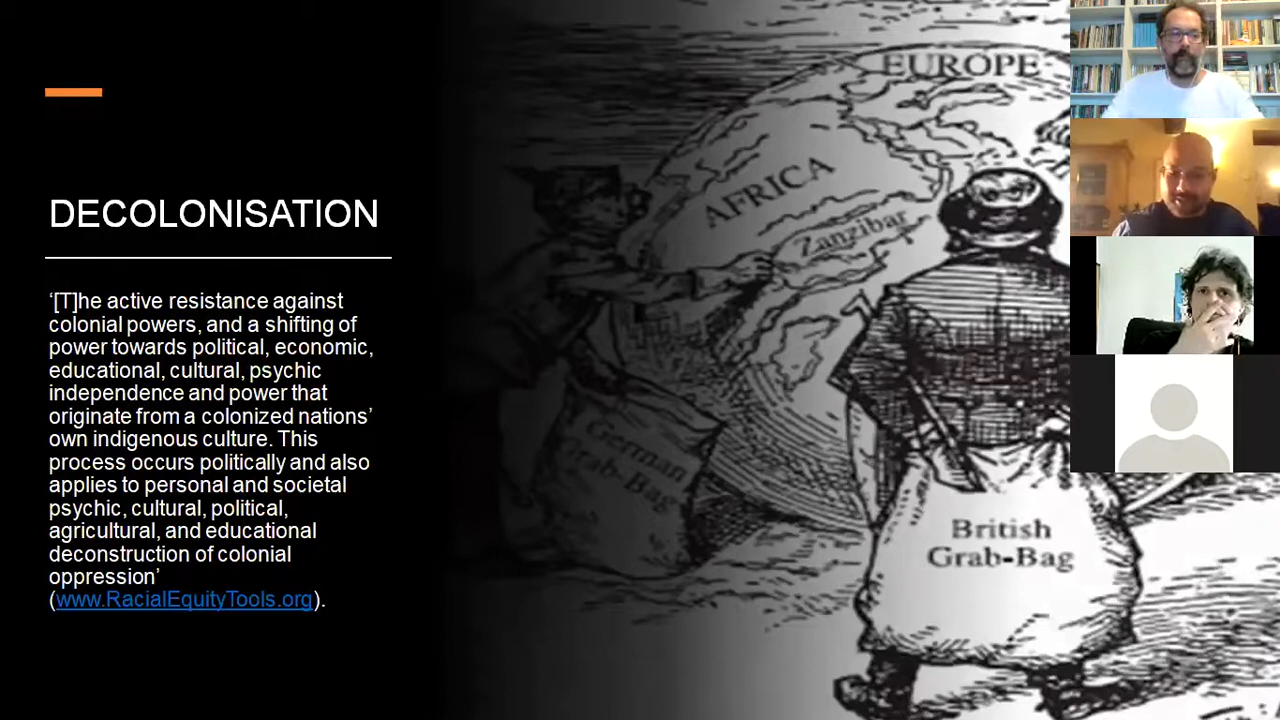 DECOLONISATION
‘[T]he active resistance against
colonial powers, and a shifting of
power towards political, economic,
educational, cultural, psychic
independence and power that
originate from a colonized nations’
own indigenous culture. This
process occurs politically and also
applies to personal and societal
psychic, cultural, political,
agricultural, and educational
deconstruction of colonial
oppression’
(www.RacialEquityTools.org).
EUROPE
AFRICA
Zanzibar
German
Grab-Bag
British
Grab-Bag